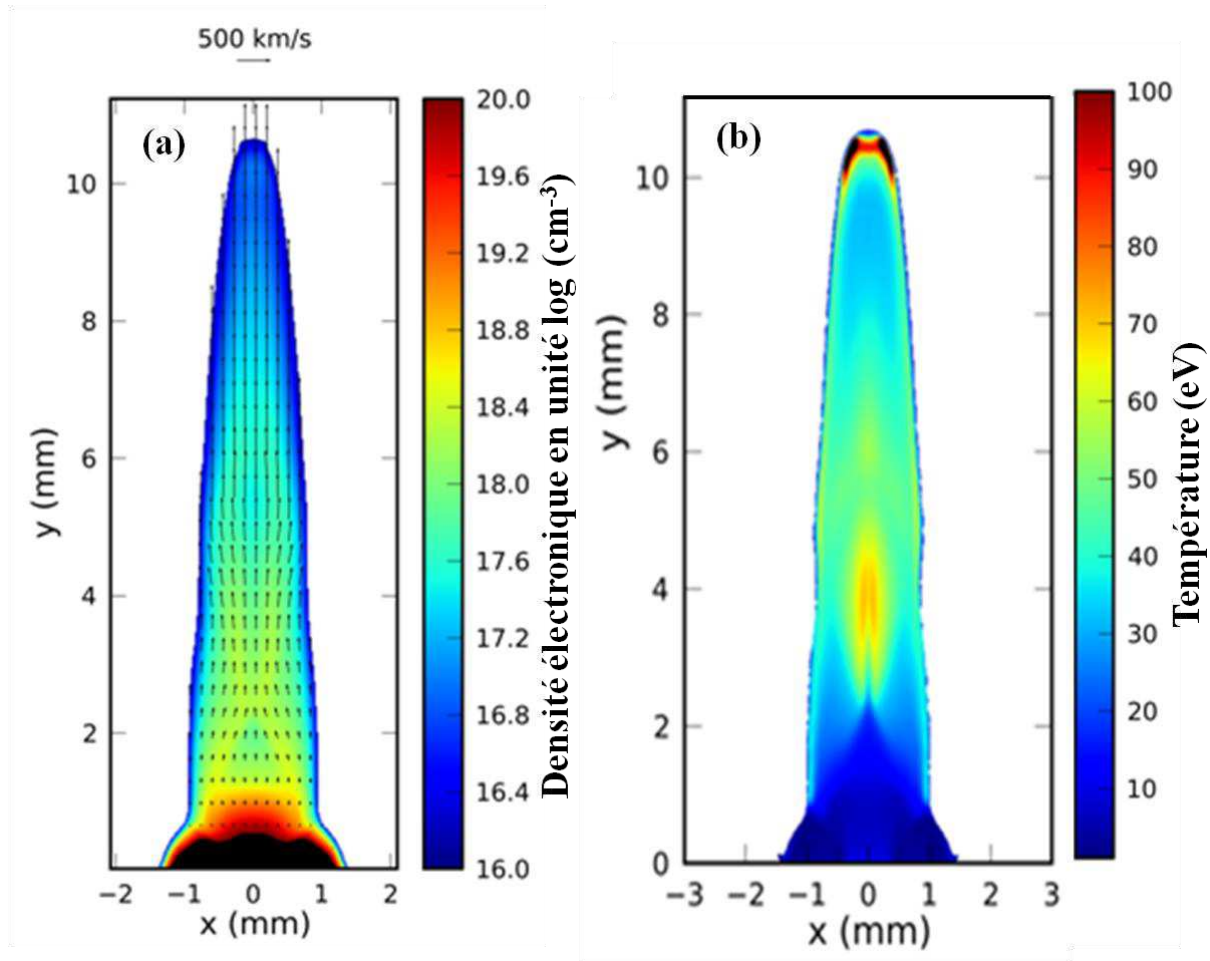 500 km/s
(a)
10
8
6
4
2
y (mm)
−2 −1 0 1 2
x (mm)
20.0
19.6
19.2
18.8
18.4
18.0
17.6
17.2
16.8
16.4
16.0
Densité électronique en unité log (cm-3)
(b)
10
8
6
4
2
0
y (mm)
−3 −2 −1 0 1 2 3
x (mm)
100
90
80
70
60
50
40
30
20
10
Température (eV)